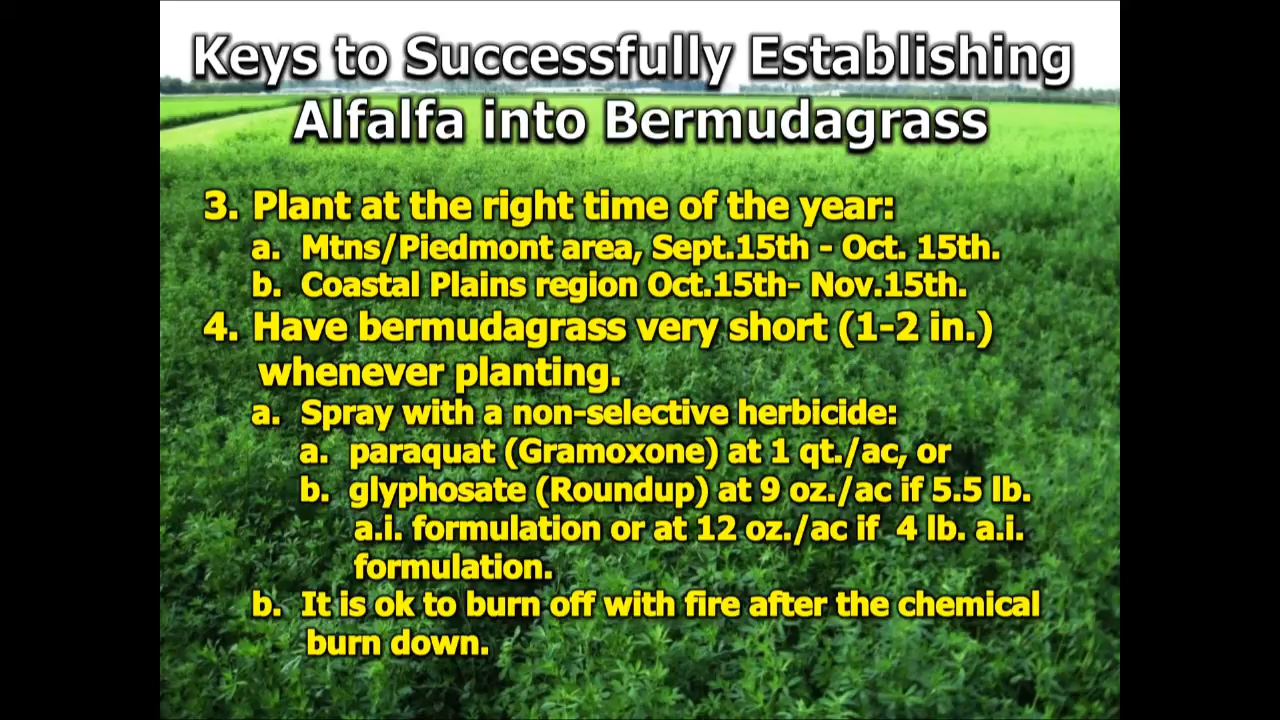 Keys to Successfully Establishing
Alfalfa into Bermudagrass
3. Plant at the right time of the year:
a. Mtns/Piedmont area, Sept.15th - Oct. 15th.
b. Coastal Plains region Oct.15th- Nov.15th.
4. Have bermudagrass very short (1-2 in.)
whenever planting.
a. Spray with a non-selective herbicide:
a. paraquat (Gramoxone) at 1 qt./ac, or
b. glyphosate (Roundup) at 9 oz./ac if 5.5 lb.
a.i. formulation or at 12 oz./ac if 4 lb. a.i.
formulation.
b. It is ok to burn off with fire after the chemical
burn down.